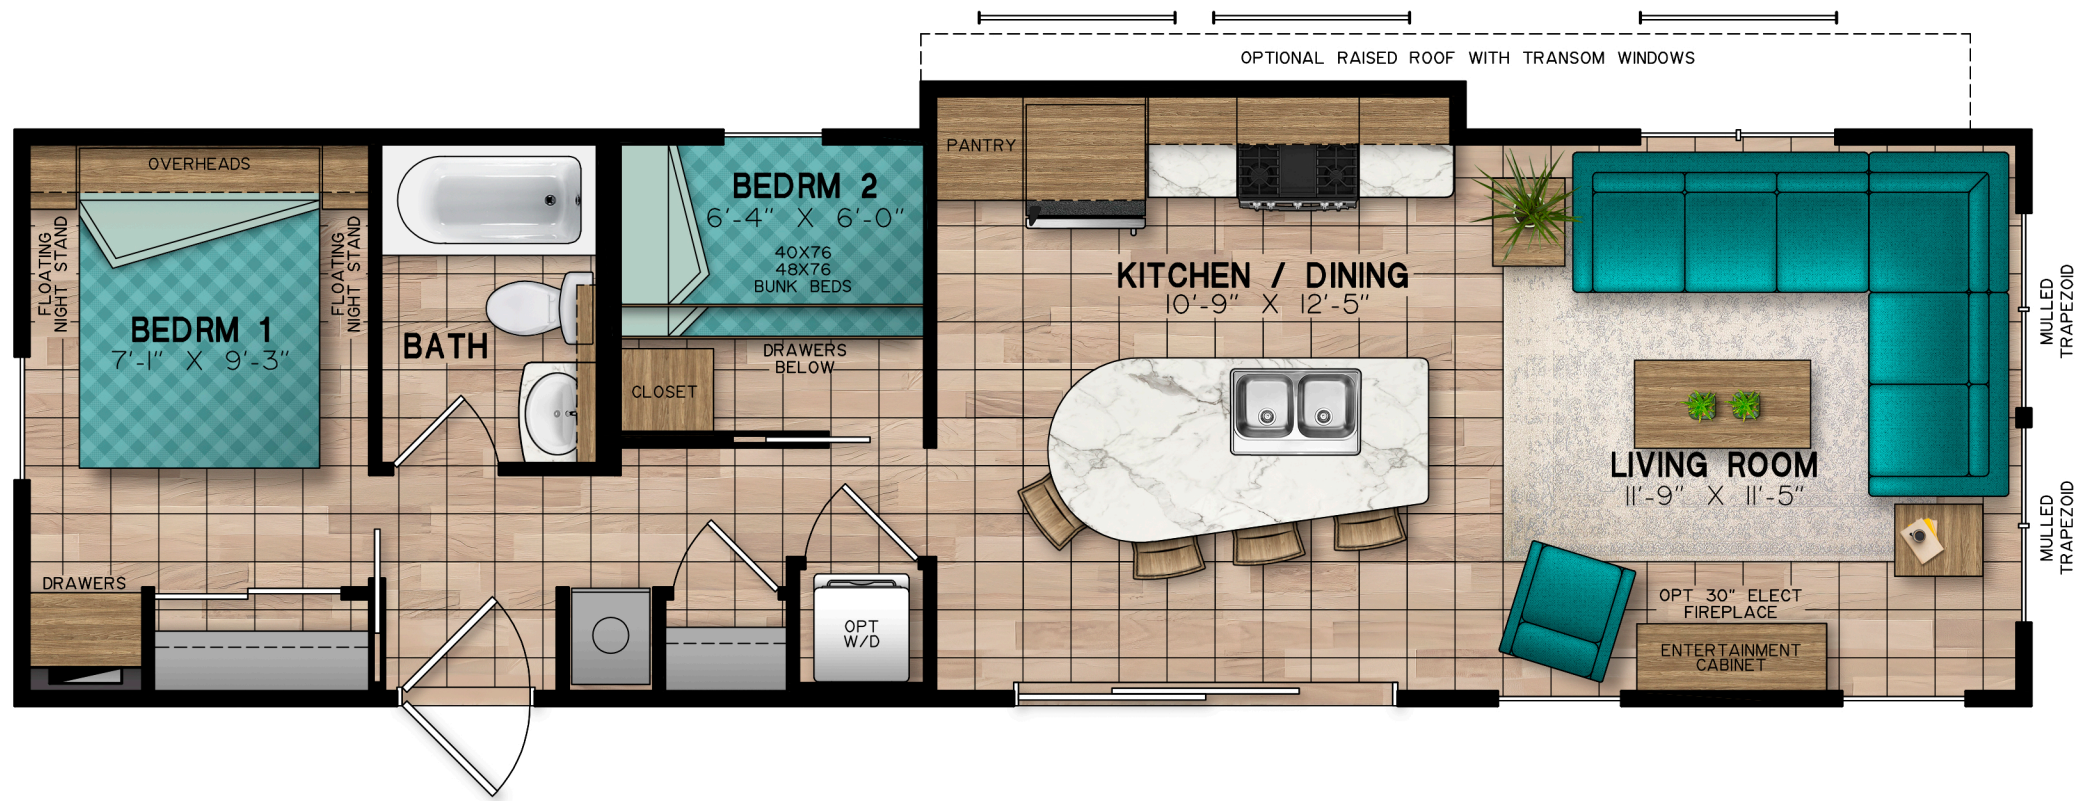 OPTIONAL RAISED ROOF WITH TRANSOM WINDOWS
OVERHEADS
FLOATING
NIGHT STAND
FLOATING
NIGHT STAND
BEDRM 1
7'-1" X 9'-3"
DRAWERS
BATH
BEDRM 2
6'-4" X 6'-0"
40X76
48X76
BUNK BEDS
DRAWERS
BELOW
CLOSET
OPT
W/D
PANTRY
KITCHEN / DINING
10'-9" X 12'-5"
LIVING ROOM
11'-9" X 11'-5"
OPT 30" ELECT
FIREPLACE
ENTERTAINMENT
CABINET
MULLED
TRAPEZOID
MULLED
TRAPEZOID